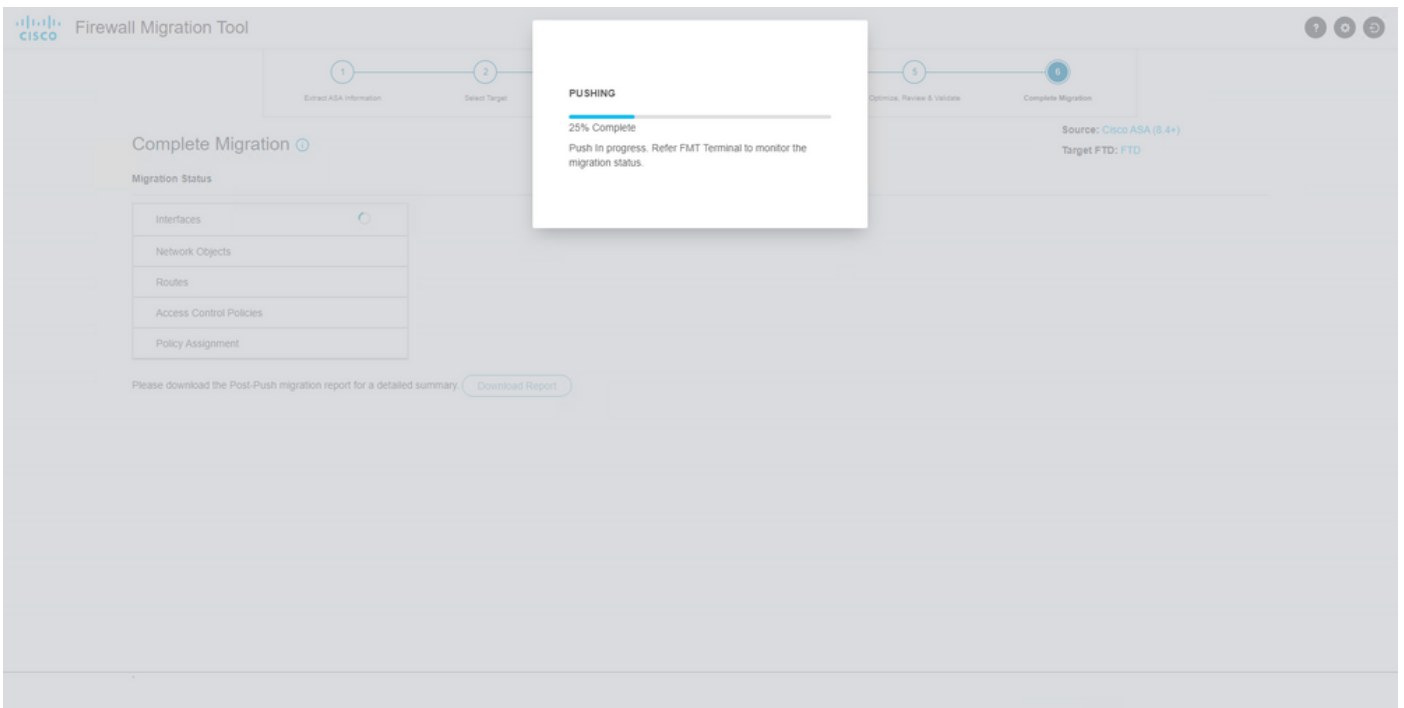 CISCO
Firewall Migration Tool
?
1
2
5
6
Extract ASA Information
Select Target
Optimize, Review & Validate
Complete Migration
PUSHING
25% Complete
Push In progress. Refer FMT Terminal to monitor the
migration status.
Source: Cisco ASA (8.4+)
Target FTD: FTD
Complete Migration
Migration Status
Interfaces
Network Objects
Routes
Access Control Policies
Policy Assignment
Please download the Post-Push migration report for a detailed summary. Download Report